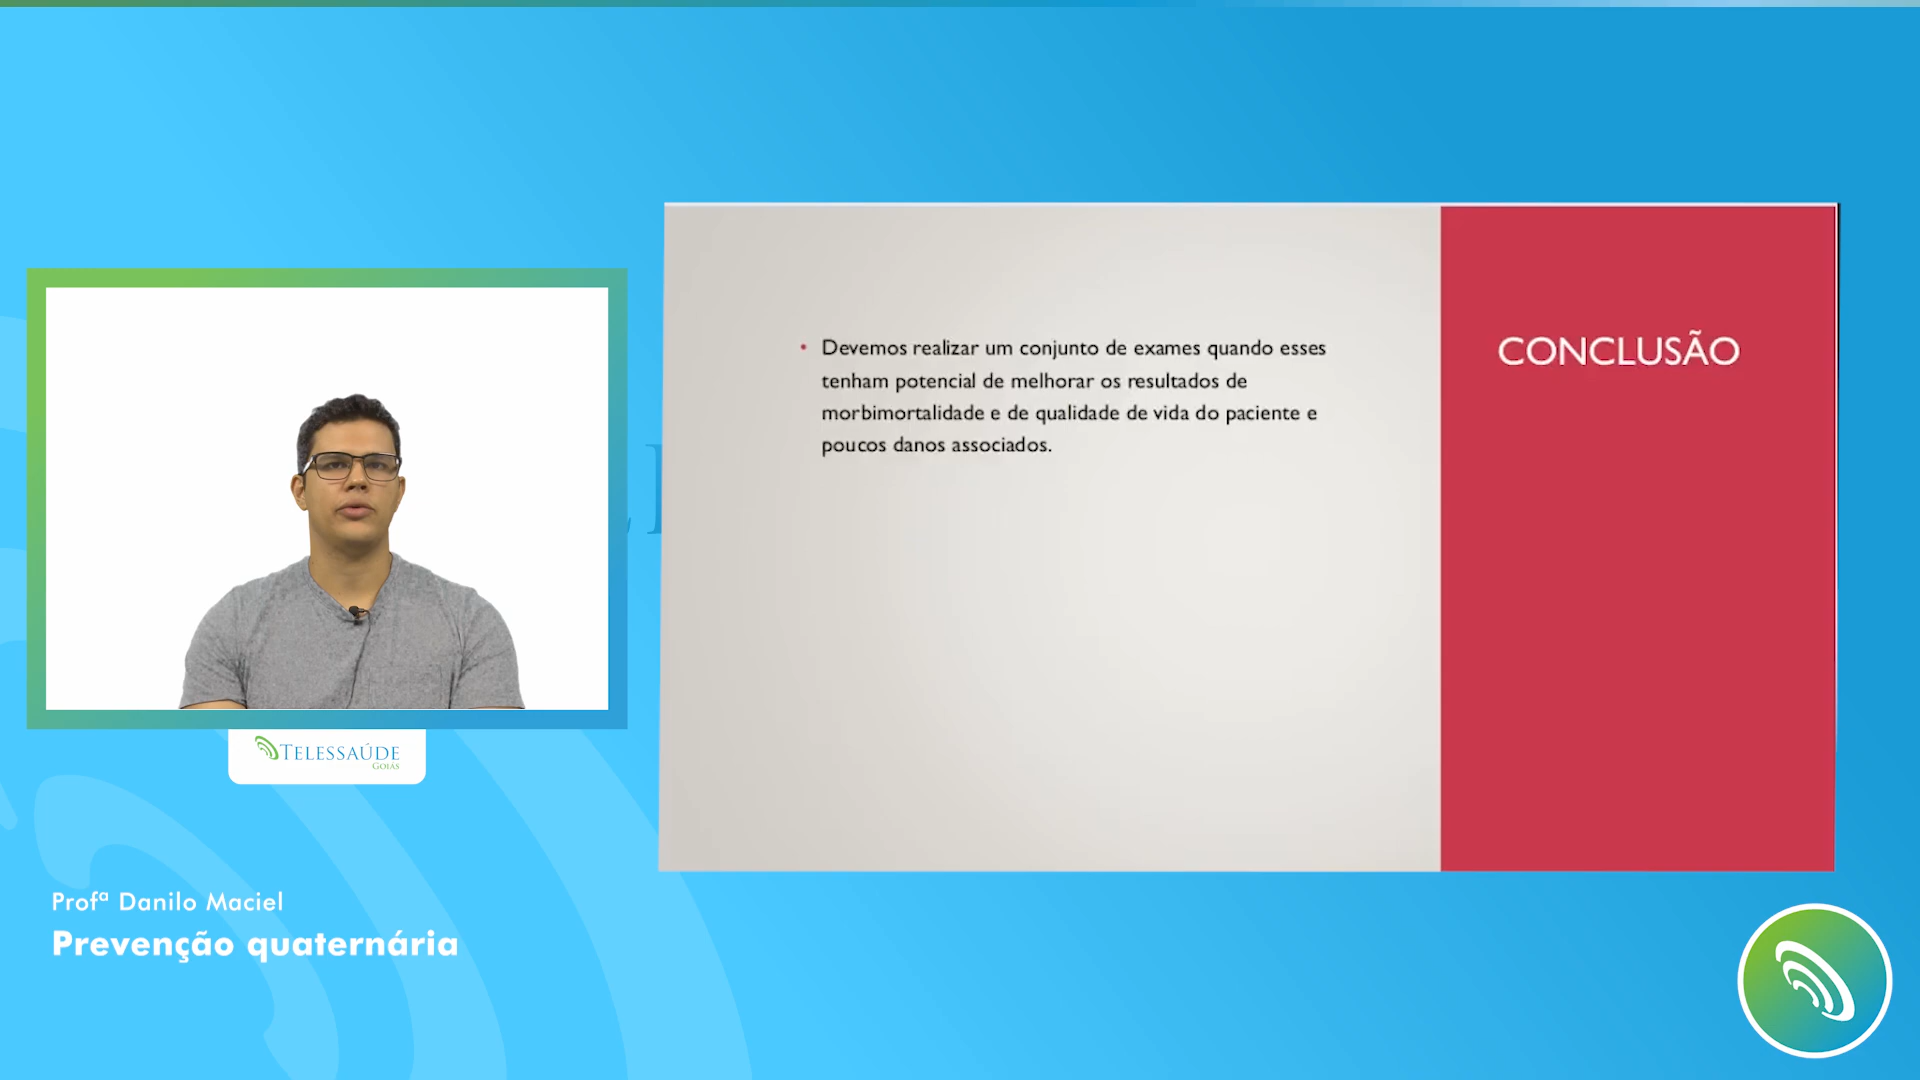 TELESSAÚDE
GOIÁS
Profª Danilo Maciel
Prevenção quaternária
• Devemos realizar um conjunto de exames quando esses
tenham potencial de melhorar os resultados de
morbimortalidade e de qualidade de vida do paciente e
poucos danos associados.
CONCLUSÃO